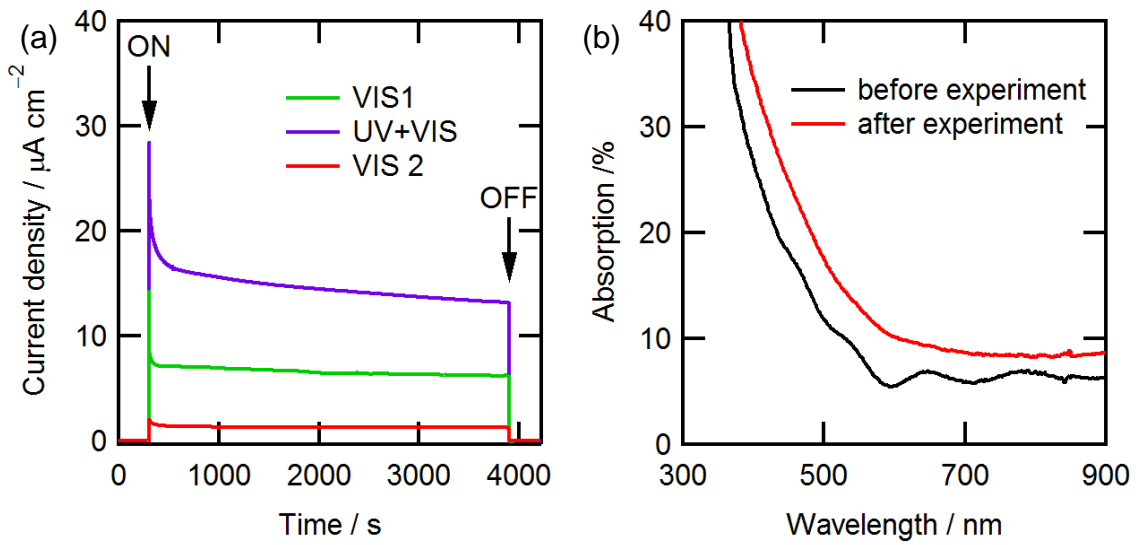 (a)
40
30
20
10
0
Current density / µA cm⁻²
ON
VIS1
UV+VIS
VIS 2
OFF
0 1000 2000 3000 4000
Time / s
(b)
40
30
20
10
0
Absorption /%
before experiment
after experiment
300 500 700 900
Wavelength / nm